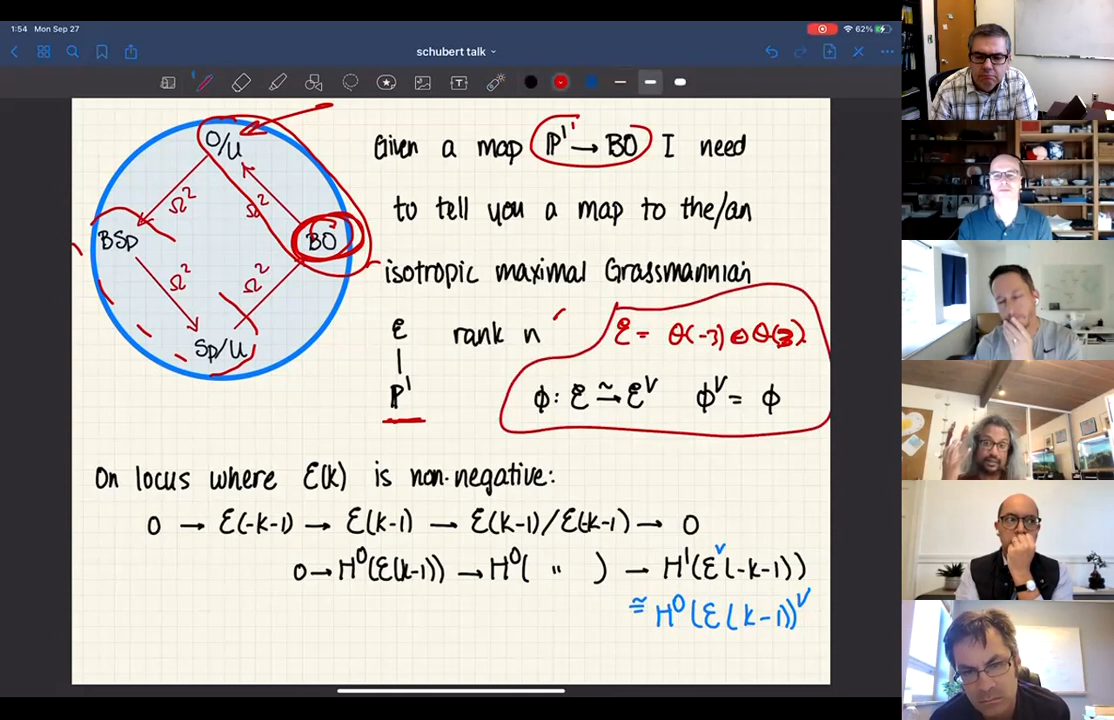 1:54 Mon Sep 27
62%
schubert talk
O/U
Ω² Ω²
BSp BO
Ω² Ω²
Sp/U
Given a map P¹ → BO I need
to tell you a map to the/an
isotropic maximal Grassmannian
ℰ rank n ℰ = O(-3) ⊕ O(3)
|
P¹ φ: ℰ ≅→ ℰ^∨ φ^∨ = φ
On locus where ℰ(k) is non-negative:
0 → ℰ(-k-1) → ℰ(k-1) → ℰ(k-1)/ℰ(-k-1) → 0
0 → H⁰(ℰ(k-1)) → H⁰( " ) → H¹(ℰ^∨(-k-1))
≅ H⁰(ℰ(k-1))^∨